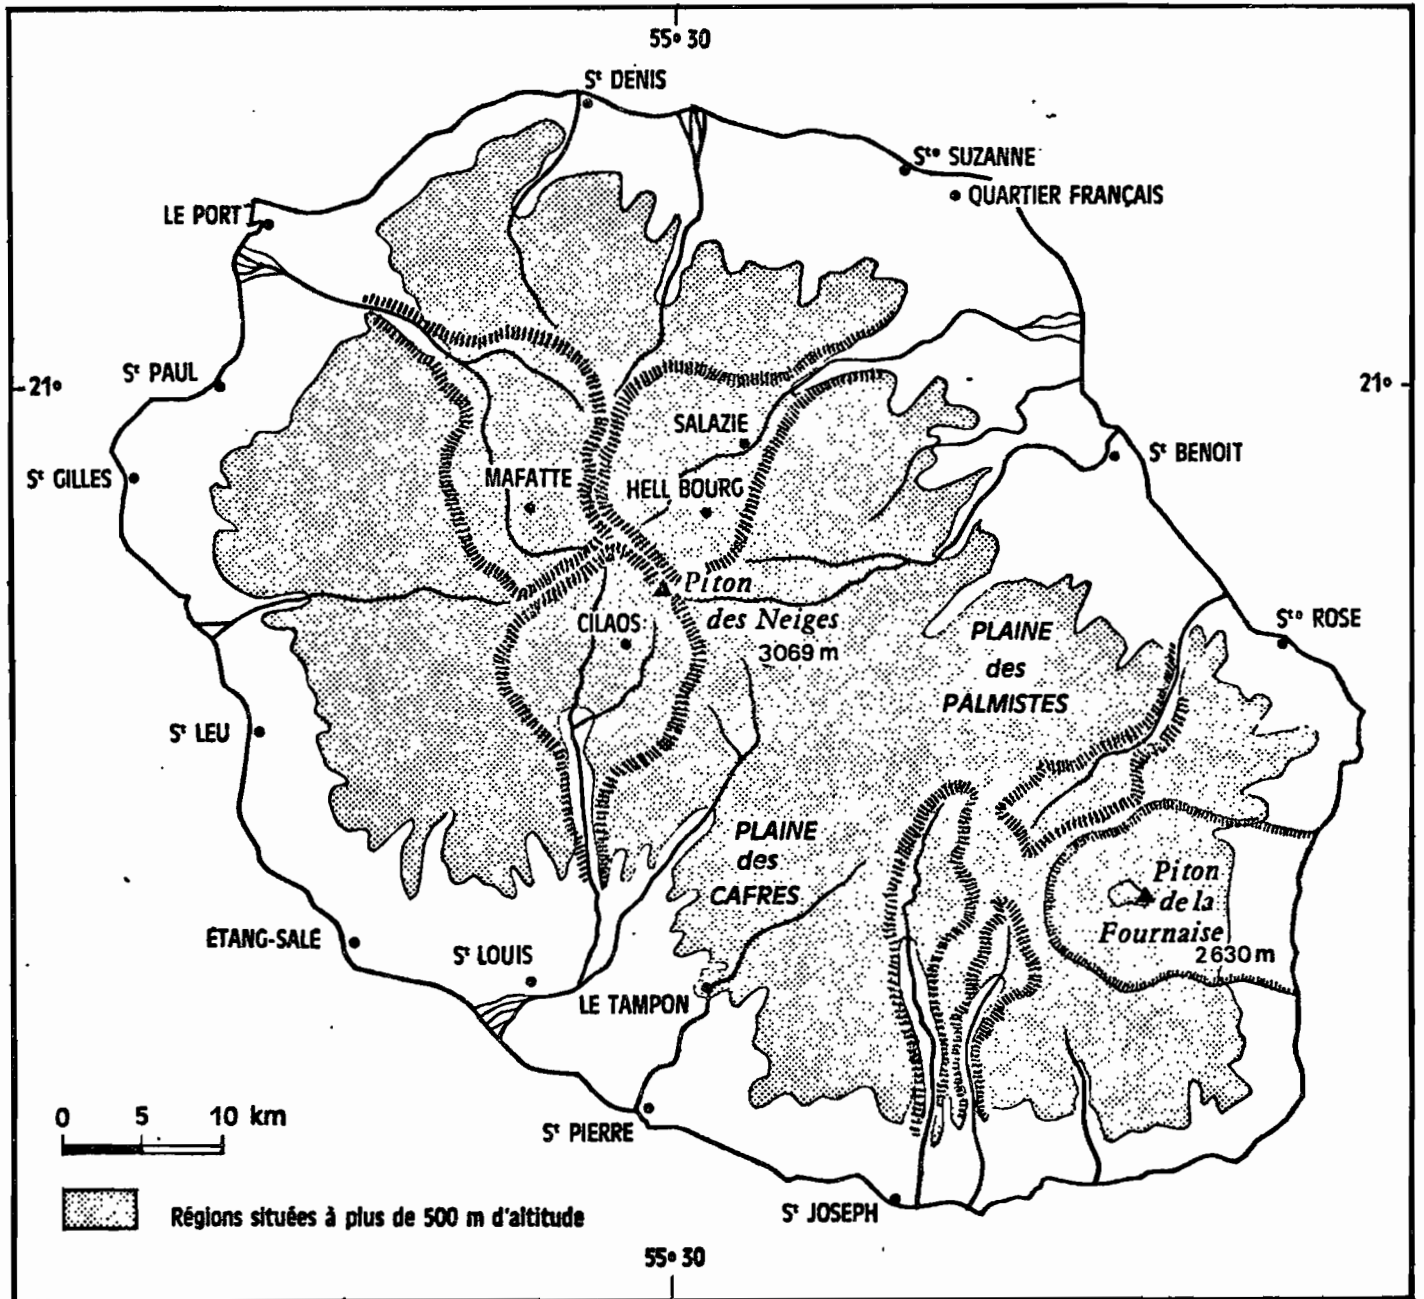 55° 30
Sᵗ DENIS
Sᵗᵉ SUZANNE
QUARTIER FRANÇAIS
LE PORT
21°
Sᵗ PAUL
21°
SALAZIE
Sᵗ BENOIT
Sᵗ GILLES
MAFATTE
HELL BOURG
Piton
des Neiges
3069 m
CILAOS
Sᵗᵉ ROSE
PLAINE
des
PALMISTES
Sᵗ LEU
PLAINE
des
CAFRES
Piton
de la
Fournaise
2630 m
ÉTANG-SALÉ
Sᵗ LOUIS
LE TAMPON
0 5 10 km
Sᵗ PIERRE
Sᵗ JOSEPH
Régions situées à plus de 500 m d'altitude
55° 30